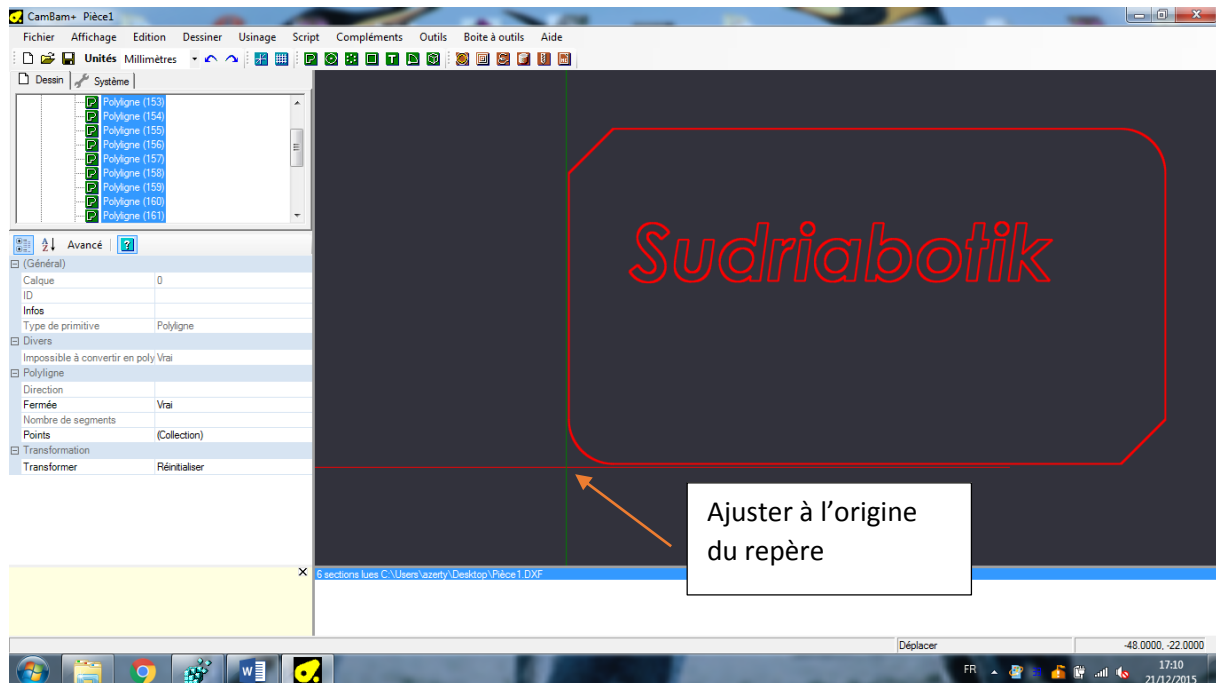 CamBam+ Pièce1
Fichier Affichage Edition Dessiner Usinage Script Compléments Outils Boite à outils Aide
Unités Millimètres
Dessin Système
Polyligne (153)
Polyligne (154)
Polyligne (155)
Polyligne (156)
Polyligne (157)
Polyligne (158)
Polyligne (159)
Polyligne (160)
Polyligne (161)
Avancé
(Général)
Calque 0
ID
Infos
Type de primitive Polyligne
Divers
Impossible à convertir en poly Vrai
Polyligne
Direction
Fermée Vrai
Nombre de segments
Points (Collection)
Transformation
Transformer Réinitialiser
Sudriabotik
Ajuster à l’origine
du repère
6 sections lues C:\Users\azerty\Desktop\Pièce1.DXF
Déplacer -48.0000, -22.0000
FR 17:10
21/12/2015